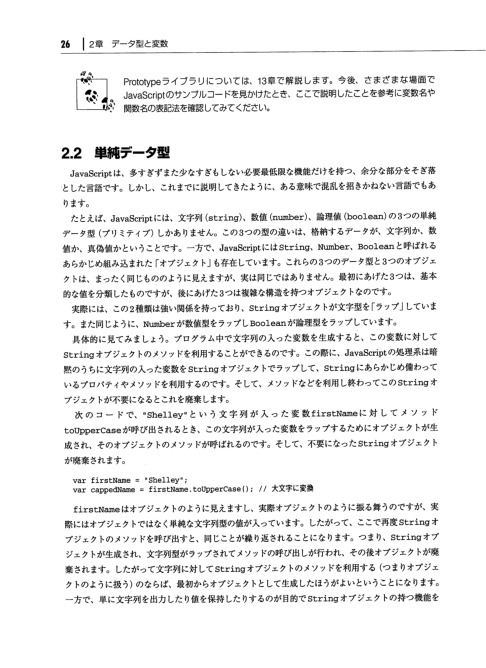 26 2章 データ型と変数
Prototypeライブラリについては、13章で解説します。今後、さまざまな場面で
JavaScriptのサンプルコードを見かけたとき、ここで説明したことを参考に変数名や
関数名の表記法を確認してみてください。
2.2 単純データ型
JavaScriptは、多すぎずまた少なすぎもしない必要最低限な機能だけを持つ、余分な部分をそぎ落
とした言語です。しかし、これまでに説明してきたように、ある意味で混乱を招きかねない言語でもあ
ります。
たとえば、JavaScriptには、文字列(string)、数値(number)、論理値(boolean)の3つの単純
データ型(プリミティブ)しかありません。この3つの型の違いは、格納するデータが、文字列か、数
値か、真偽値かということです。一方で、JavaScriptにはString、Number、Booleanと呼ばれる
あらかじめ組み込まれた「オブジェクト」も存在しています。これらの3つのデータ型と3つのオブジェ
クトは、まったく同じもののように見えますが、実は同じではありません。最初にあげた3つは、基本
的な値を分類したものですが、後にあげた3つは複雑な構造を持つオブジェクトなのです。
実際には、この2種類は強い関係を持っており、Stringオブジェクトが文字型を「ラップ」していま
す。また同じように、Numberが数値型をラップしBooleanが論理型をラップしています。
具体的に見てみましょう。プログラム中で文字列の入った変数を生成すると、この変数に対して
Stringオブジェクトのメソッドを利用することができるのです。この際に、JavaScriptの処理系は暗
黙のうちに文字列の入った変数をStringオブジェクトでラップして、Stringにあらかじめ備わって
いるプロパティやメソッドを利用するのです。そして、メソッドなどを利用し終わってこのStringオ
ブジェクトが不要になるとこれを廃棄します。
次のコードで、"Shelley"という文字列が入った変数firstNameに対してメソッド
toUpperCaseが呼び出されるとき、この文字列が入った変数をラップするためにオブジェクトが生
成され、そのオブジェクトのメソッドが呼ばれるのです。そして、不要になったStringオブジェクト
が廃棄されます。
var firstName = "Shelley";
var cappedName = firstName.toUpperCase(); // 大文字に変換
firstNameはオブジェクトのように見えますし、実際オブジェクトのように振る舞うのですが、実
際にはオブジェクトではなく単純な文字列型の値が入っています。したがって、ここで再度Stringオ
ブジェクトのメソッドを呼び出すと、同じことが繰り返されることになります。つまり、Stringオブ
ジェクトが生成され、文字列型がラップされてメソッドの呼び出しが行われ、その後オブジェクトが廃
棄されます。したがって文字列に対してStringオブジェクトのメソッドを利用する(つまりオブジェ
クトのように扱う)のならば、最初からオブジェクトとして生成したほうがよいということになります。
一方で、単に文字列を出力したり値を保持したりするのが目的でStringオブジェクトの持つ機能を